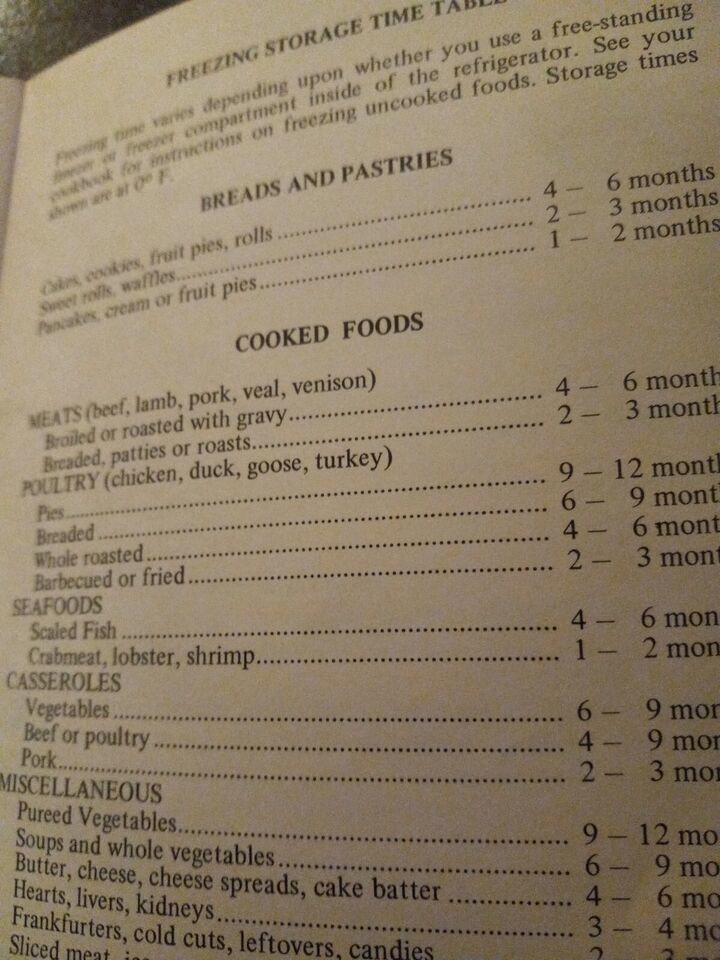 FREEZING STORAGE TIME TABLE
Freezing time varies depending upon whether you use a free-standing
freezer or freezer compartment inside of the refrigerator. See your
cookbook for instructions on freezing uncooked foods. Storage times
shown are at 0° F.
BREADS AND PASTRIES
Cakes, cookies, fruit pies, rolls .................... 4 — 6 months
Sweet rolls, waffles.................... 2 — 3 months
Pancakes, cream or fruit pies.................... 1 — 2 months
COOKED FOODS
MEATS (beef, lamb, pork, veal, venison)
Broiled or roasted with gravy.................... 4 — 6 month
Breaded, patties or roasts.................... 2 — 3 month
POULTRY (chicken, duck, goose, turkey)
Pies.................... 9 — 12 month
Breaded.................... 6 — 9 mont
Whole roasted.................... 4 — 6 mont
Barbecued or fried.................... 2 — 3 mont
SEAFOODS
Scaled Fish .................... 4 — 6 mon
Crabmeat, lobster, shrimp.................... 1 — 2 mon
CASSEROLES
Vegetables .................... 6 — 9 mor
Beef or poultry .................... 4 — 9 mor
Pork.................... 2 — 3 mor
MISCELLANEOUS
Pureed Vegetables.................... 9 — 12 mo
Soups and whole vegetables .................... 6 — 9 mo
Butter, cheese, cheese spreads, cake batter .................... 4 — 6 mo
Hearts, livers, kidneys.................... 3 — 4 mo
Frankfurters, cold cuts, leftovers, candies 2 — 3
Sliced meat,